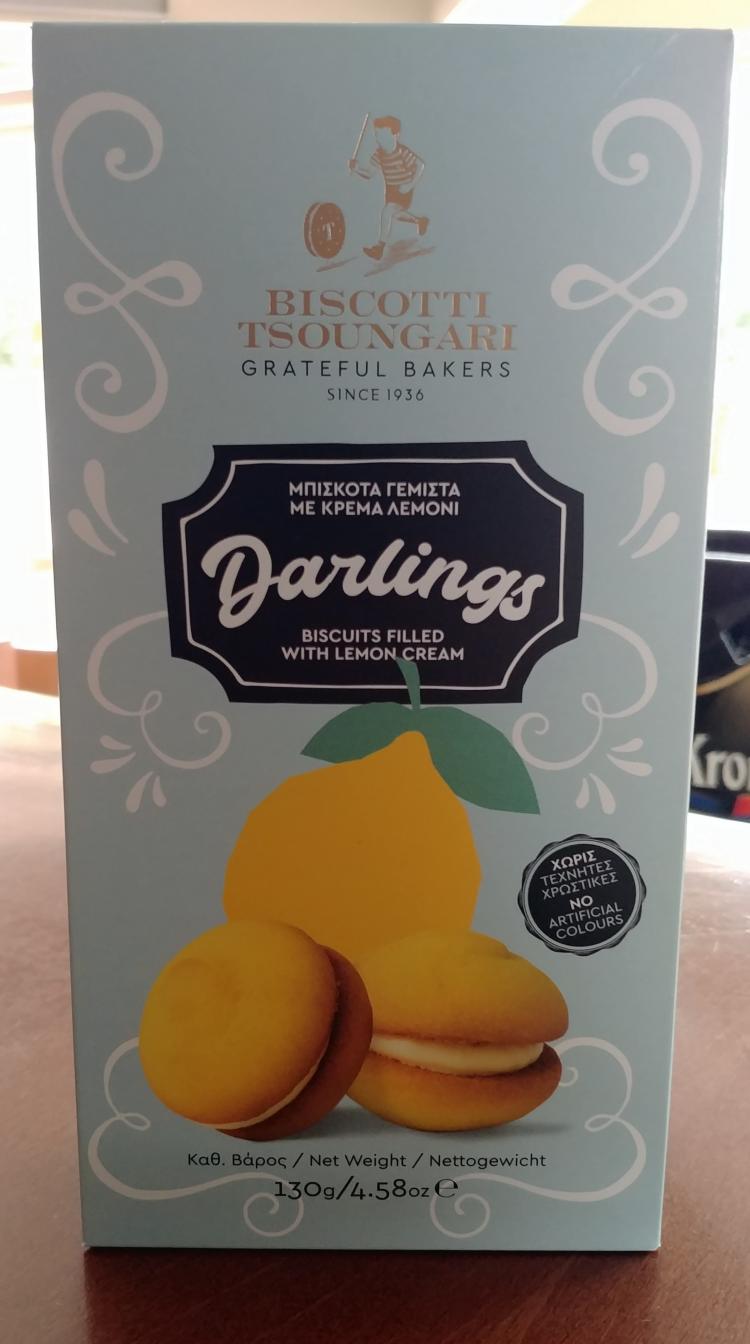 T
BISCOTTI
TSOUNGARI
GRATEFUL BAKERS
SINCE 1936
ΜΠΙΣΚΟΤΑ ΓΕΜΙΣΤΑ
ΜΕ ΚΡΕΜΑ ΛΕΜΟΝΙ
Darlings
BISCUITS FILLED
WITH LEMON CREAM
ΧΩΡΙΣ
ΤΕΧΝΗΤΕΣ
ΧΡΩΣΤΙΚΕΣ
NO
ARTIFICIAL
COLOURS
Καθ. Βάρος / Net Weight / Nettogewicht
130g/4.58oz ℮